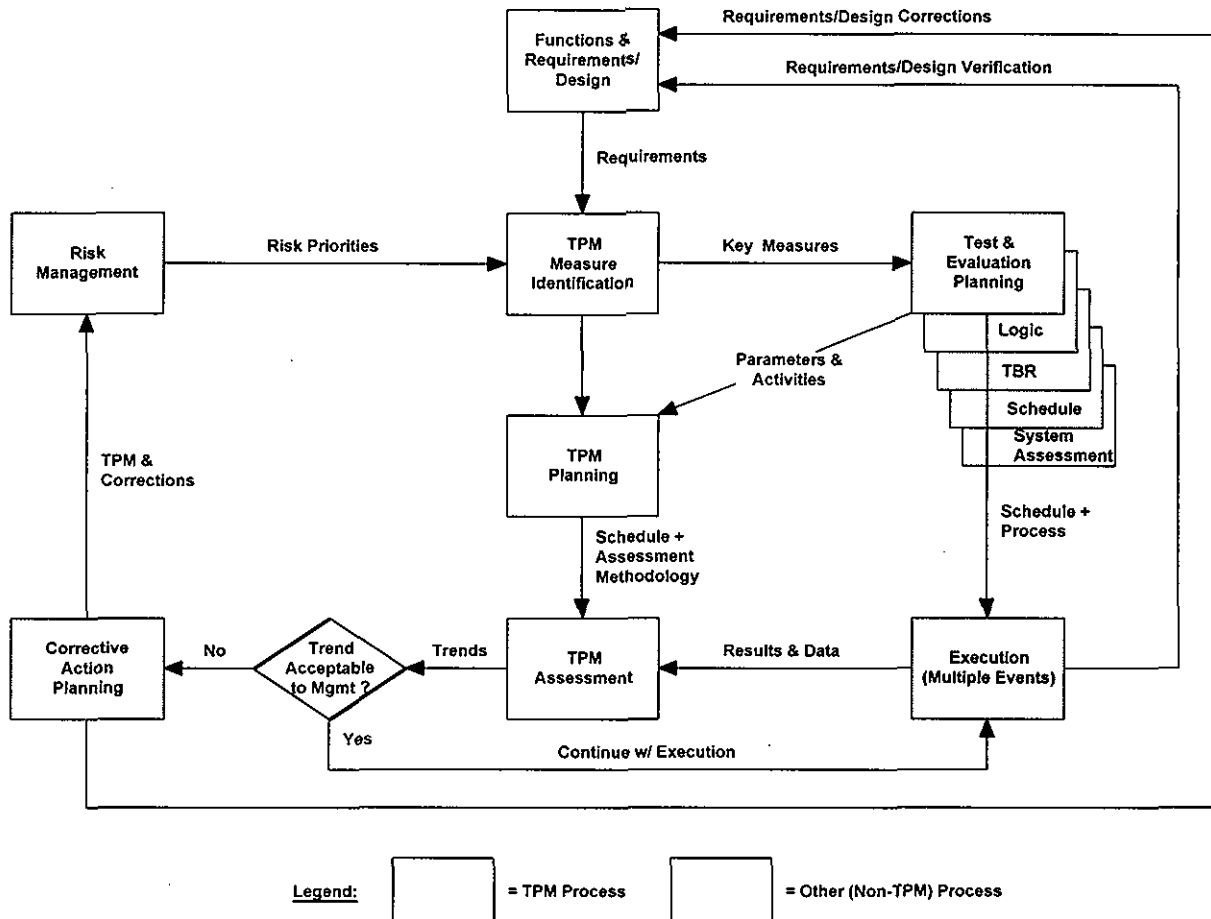 Requirements/Design Corrections
Functions &
Requirements/
Design
Requirements/Design Verification
Requirements
Risk
Management
Risk Priorities
TPM
Measure
Identification
Key Measures
Test &
Evaluation
Planning
Logic
TBR
Schedule
System
Assessment
Parameters &
Activities
TPM
Planning
TPM &
Corrections
Schedule +
Assessment
Methodology
Schedule +
Process
Corrective
Action
Planning
No
Trend
Acceptable
to Mgmt ?
Trends
TPM
Assessment
Results & Data
Execution
(Multiple Events)
Yes
Continue w/ Execution
Legend:
= TPM Process
= Other (Non-TPM) Process